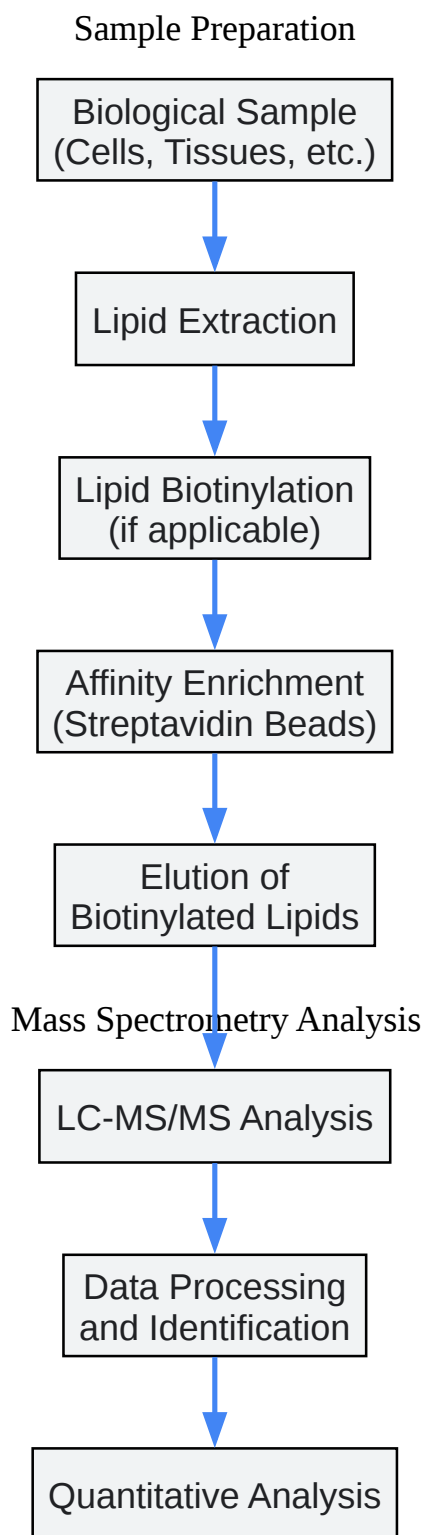 Sample Preparation
Biological Sample
(Cells, Tissues, etc.)
Lipid Extraction
Lipid Biotinylation
(if applicable)
Affinity Enrichment
(Streptavidin Beads)
Elution of
Biotinylated Lipids
Mass Spectrometry Analysis
LC-MS/MS Analysis
Data Processing
and Identification
Quantitative Analysis